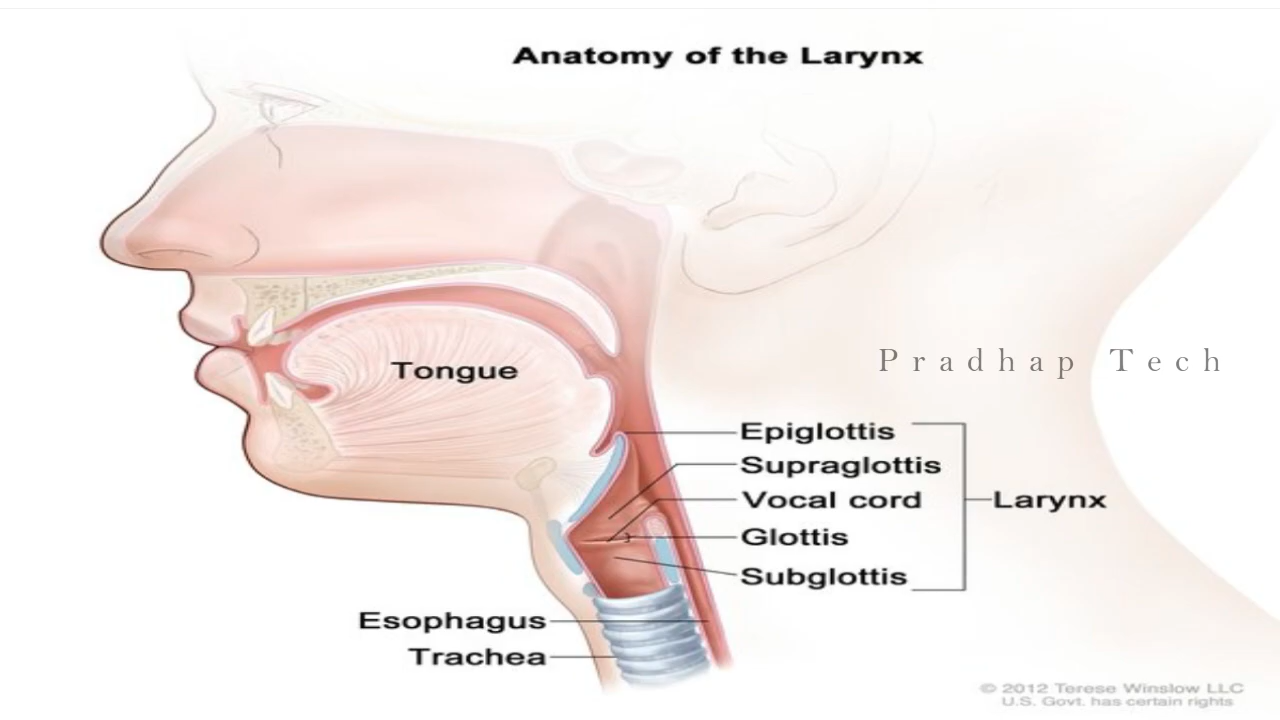 Anatomy of the Larynx
Tongue
Pradhap Tech
Epiglottis
Supraglottis
Vocal cord
Larynx
Glottis
Subglottis
Esophagus
Trachea
© 2012 Terese Winslow LLC
U.S. Govt. has certain rights